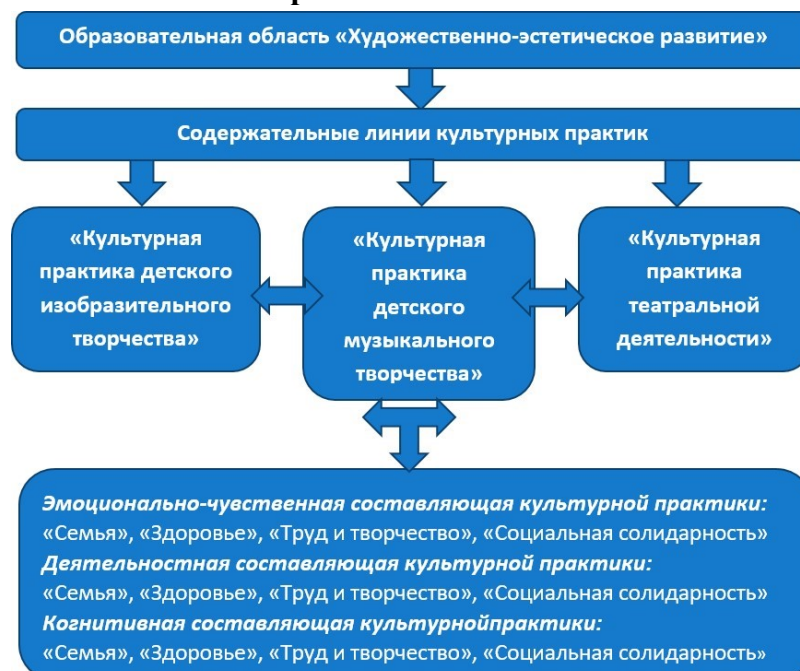 Образовательная область «Художественно-эстетическое развитие»
Содержательные линии культурных практик
«Культурная
практика детского
изобразительного
творчества»
«Культурная
практика
детского
музыкального
творчества»
«Культурная
практика
театральной
деятельности»
Эмоционально-чувственная составляющая культурной практики:
«Семья», «Здоровье», «Труд и творчество», «Социальная солидарность»
Деятельностная составляющая культурной практики:
«Семья», «Здоровье», «Труд и творчество», «Социальная солидарность»
Когнитивная составляющая культурнойпрактики:
«Семья», «Здоровье», «Труд и творчество», «Социальная солидарность»